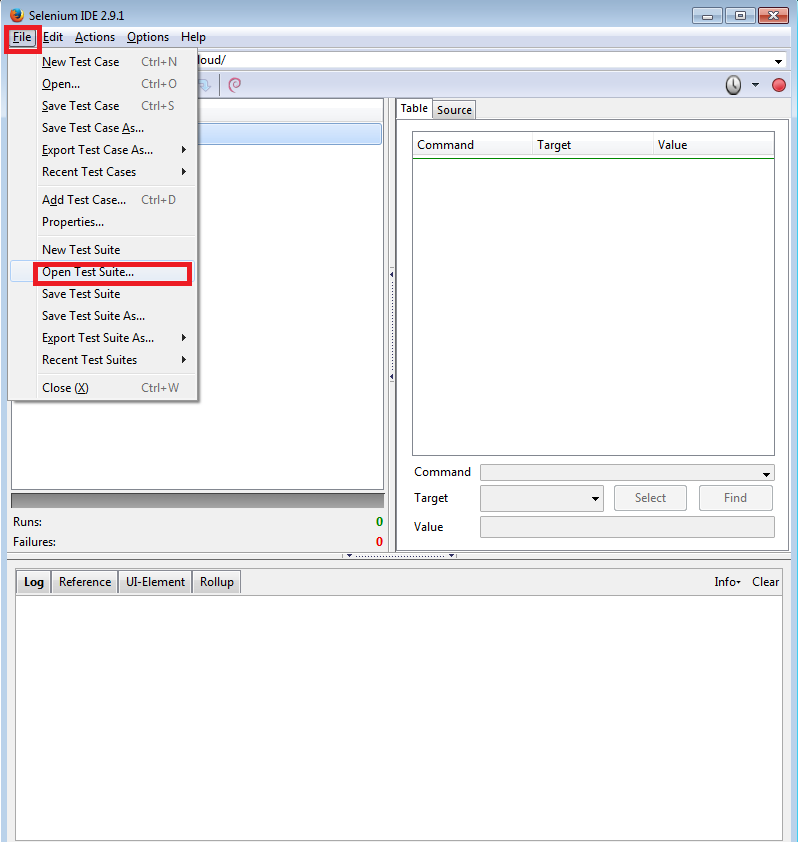 Selenium IDE 2.9.1
File Edit Actions Options Help
loud/
New Test Case Ctrl+N
Open... Ctrl+O
Save Test Case Ctrl+S
Save Test Case As...
Export Test Case As...
Recent Test Cases
Add Test Case... Ctrl+D
Properties...
New Test Suite
Open Test Suite...
Save Test Suite
Save Test Suite As...
Export Test Suite As...
Recent Test Suites
Close (X) Ctrl+W
Table Source
Command Target Value
Command
Target Select Find
Value
Runs: 0
Failures: 0
Log Reference UI-Element Rollup Info Clear